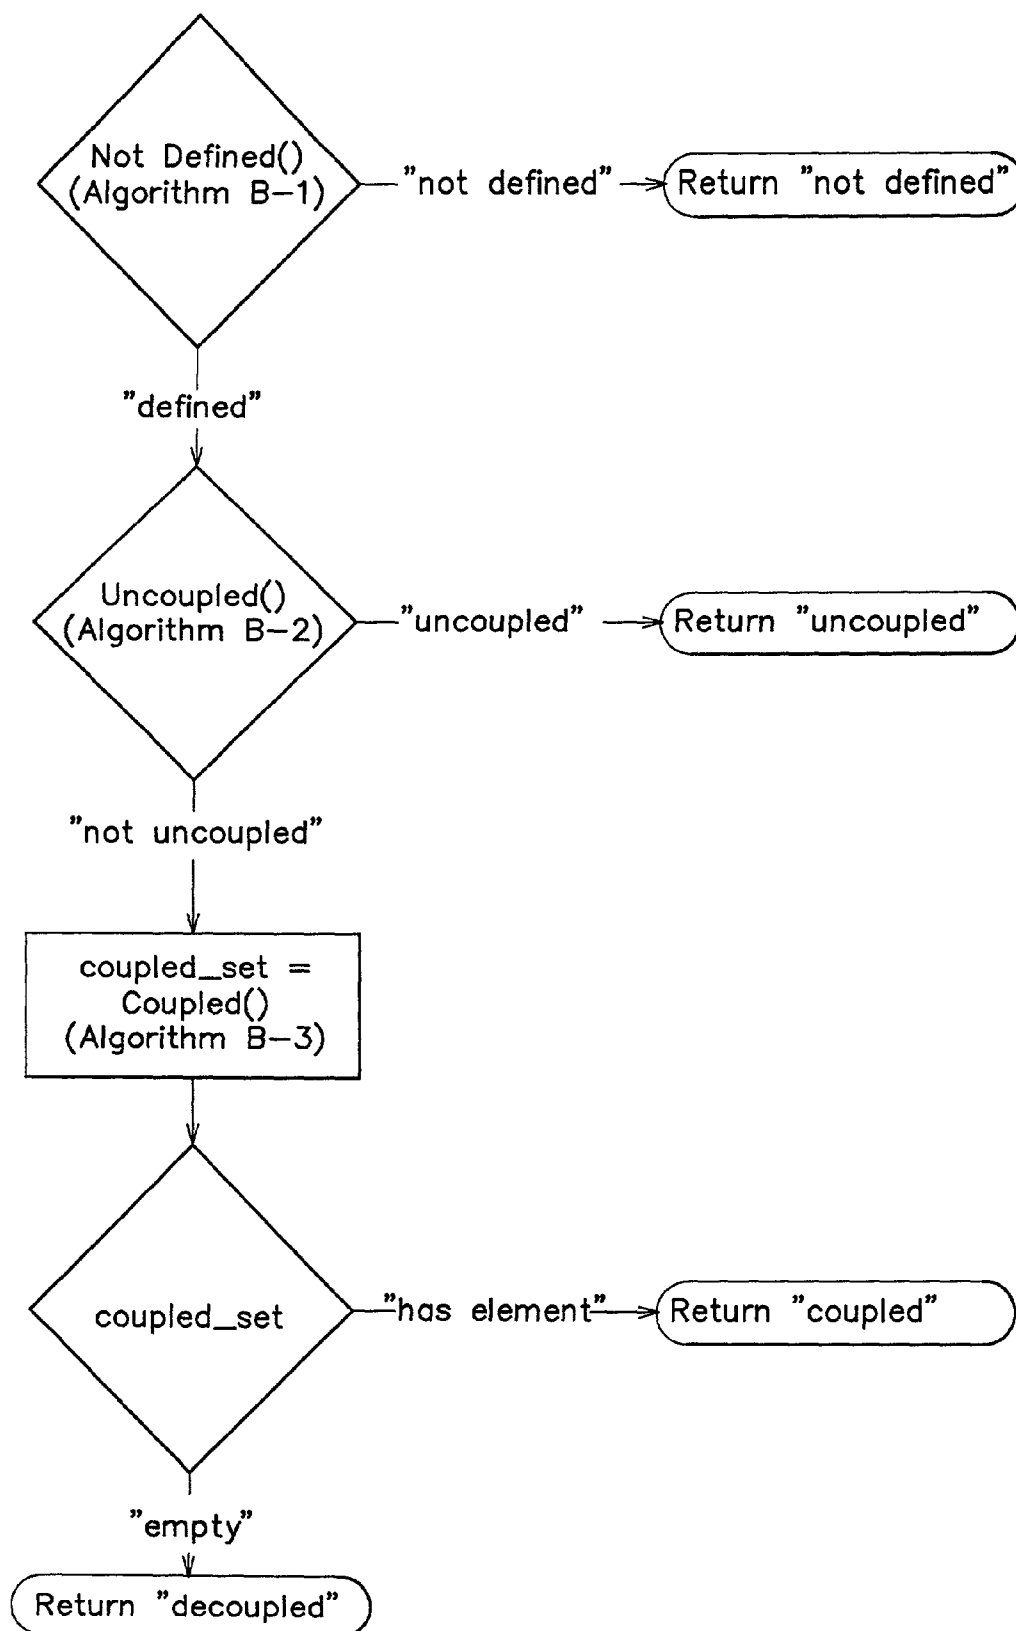 Not Defined()
(Algorithm B-1)
"not defined"
Return "not defined"
"defined"
Uncoupled()
(Algorithm B-2)
"uncoupled"
Return "uncoupled"
"not uncoupled"
coupled_set =
Coupled()
(Algorithm B-3)
coupled_set
"has element"
Return "coupled"
"empty"
Return "decoupled"